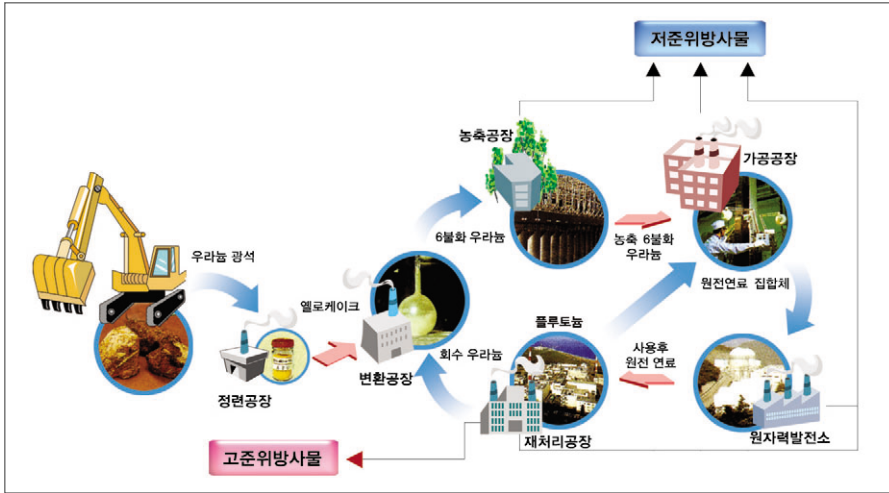 저준위방사물
농축공장
가공공장
우라늄 광석
6불화 우라늄
농축 6불화
우라늄
원전연료 집합체
옐로케이크
정련공장
변환공장
회수 우라늄
플루토늄
사용후
원전 연료
재처리공장
원자력발전소
고준위방사물